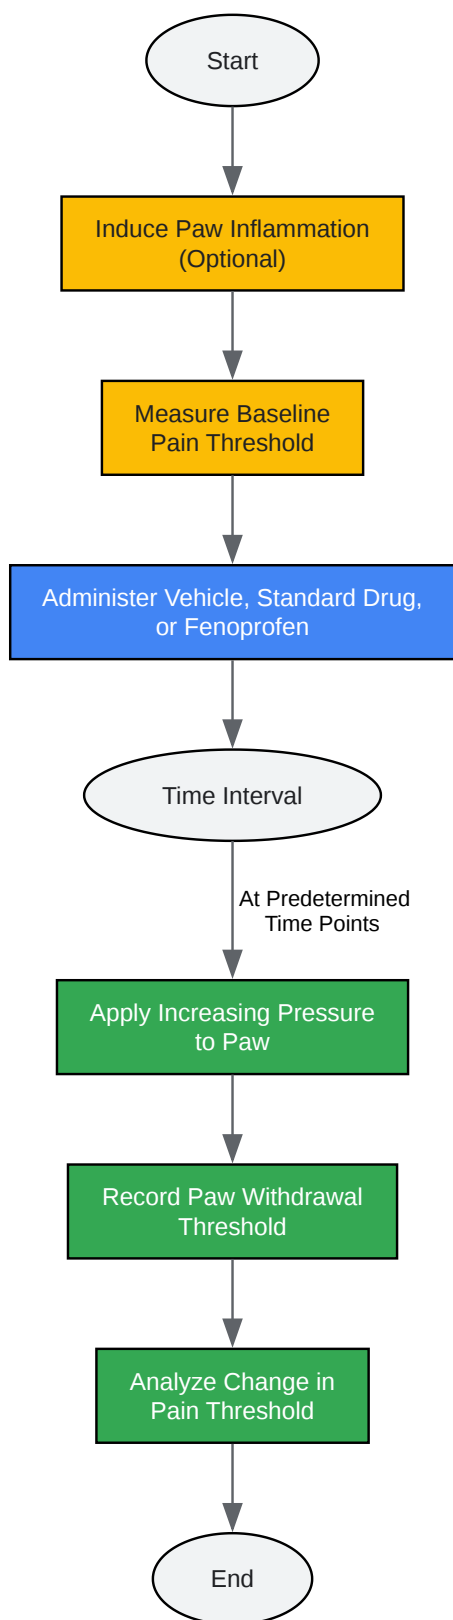 Start
Induce Paw Inflammation
(Optional)
Measure Baseline
Pain Threshold
Administer Vehicle, Standard Drug,
or Fenoprofen
Time Interval
At Predetermined
Time Points
Apply Increasing Pressure
to Paw
Record Paw Withdrawal
Threshold
Analyze Change in
Pain Threshold
End